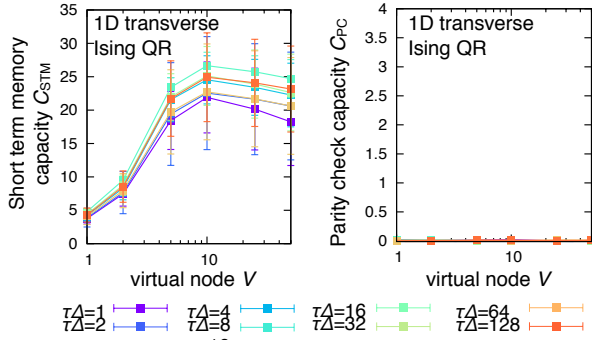 1D transverse
Ising QR
Short term memory
capacity C_STM
35
30
25
20
15
10
5
0
1
10
virtual node V
1D transverse
Ising QR
Parity check capacity C_PC
4
3.5
3
2.5
2
1.5
1
0.5
0
1
10
virtual node V
τΔ=1
τΔ=4
τΔ=16
τΔ=64
τΔ=2
τΔ=8
τΔ=32
τΔ=128